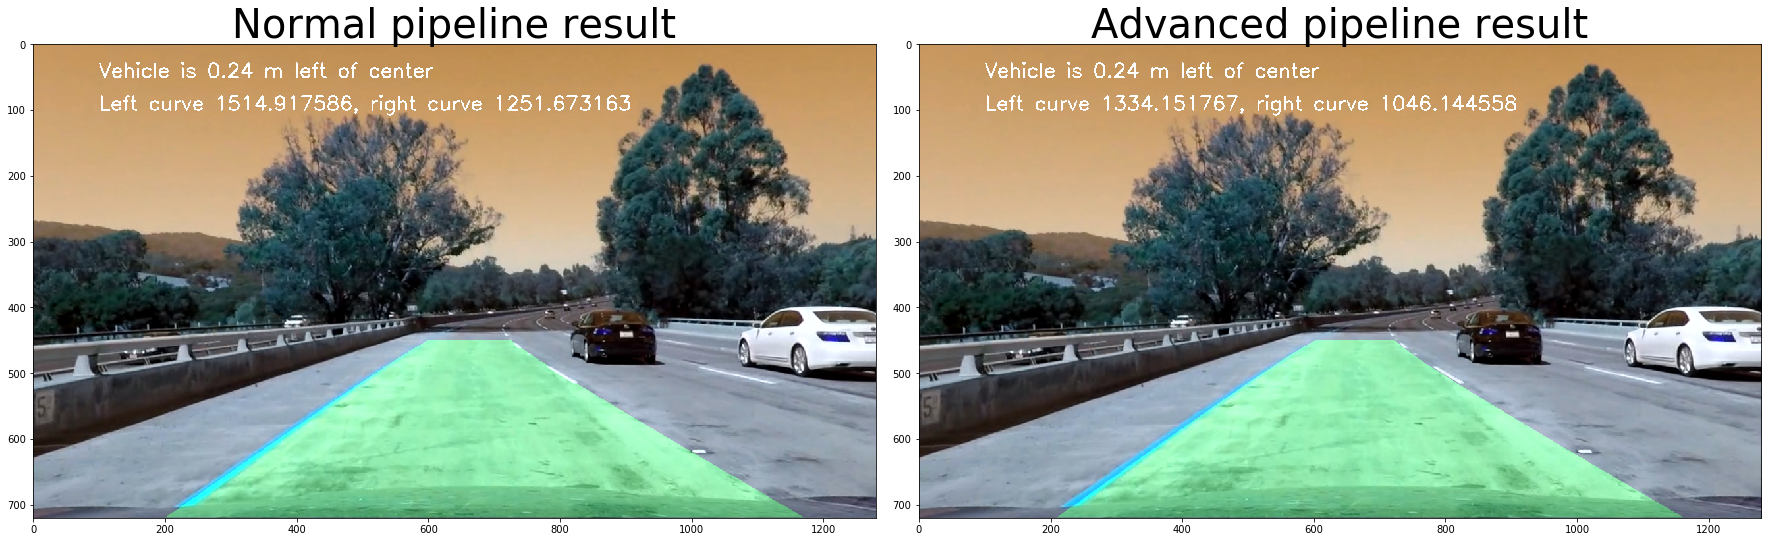 Normal pipeline result
Vehicle is 0.24 m left of center
Left curve 1514.917586, right curve 1251.673163
0
100
200
300
400
500
600
700
0 200 400 600 800 1000 1200
Advanced pipeline result
Vehicle is 0.24 m left of center
Left curve 1334.151767, right curve 1046.144558
0
100
200
300
400
500
600
700
0 200 400 600 800 1000 1200